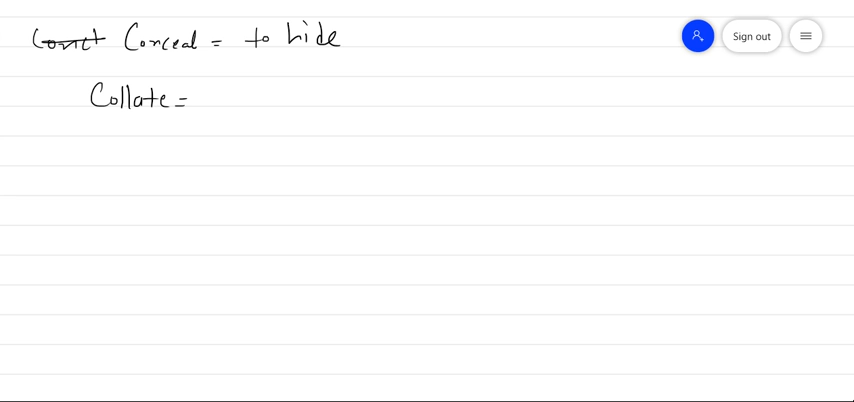 Conceal = to hide
Sign out
Collate =